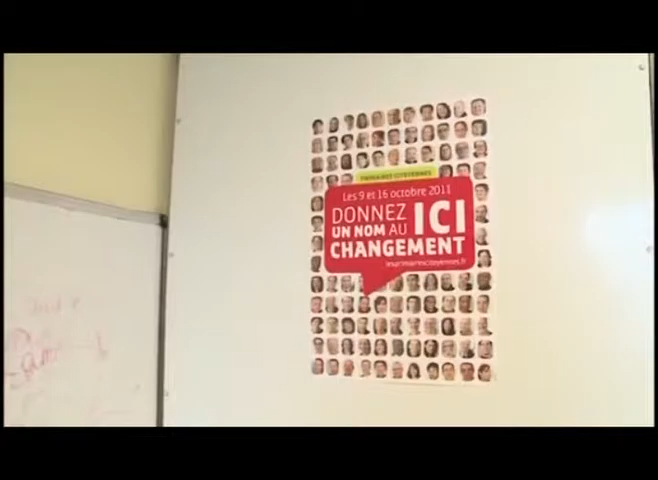 PRIMAIRES CITOYENNES
Les 9 et 16 octobre 2011
DONNEZ ICI
UN NOM AU
CHANGEMENT
lesprimairescitoyennes.fr